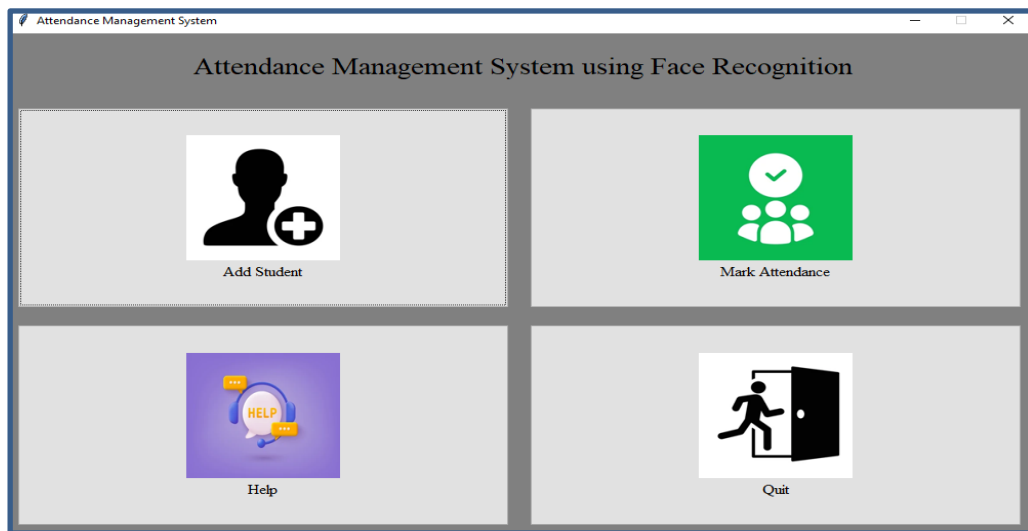 Attendance Management System
Attendance Management System using Face Recognition
Add Student
Mark Attendance
HELP
Help
Quit